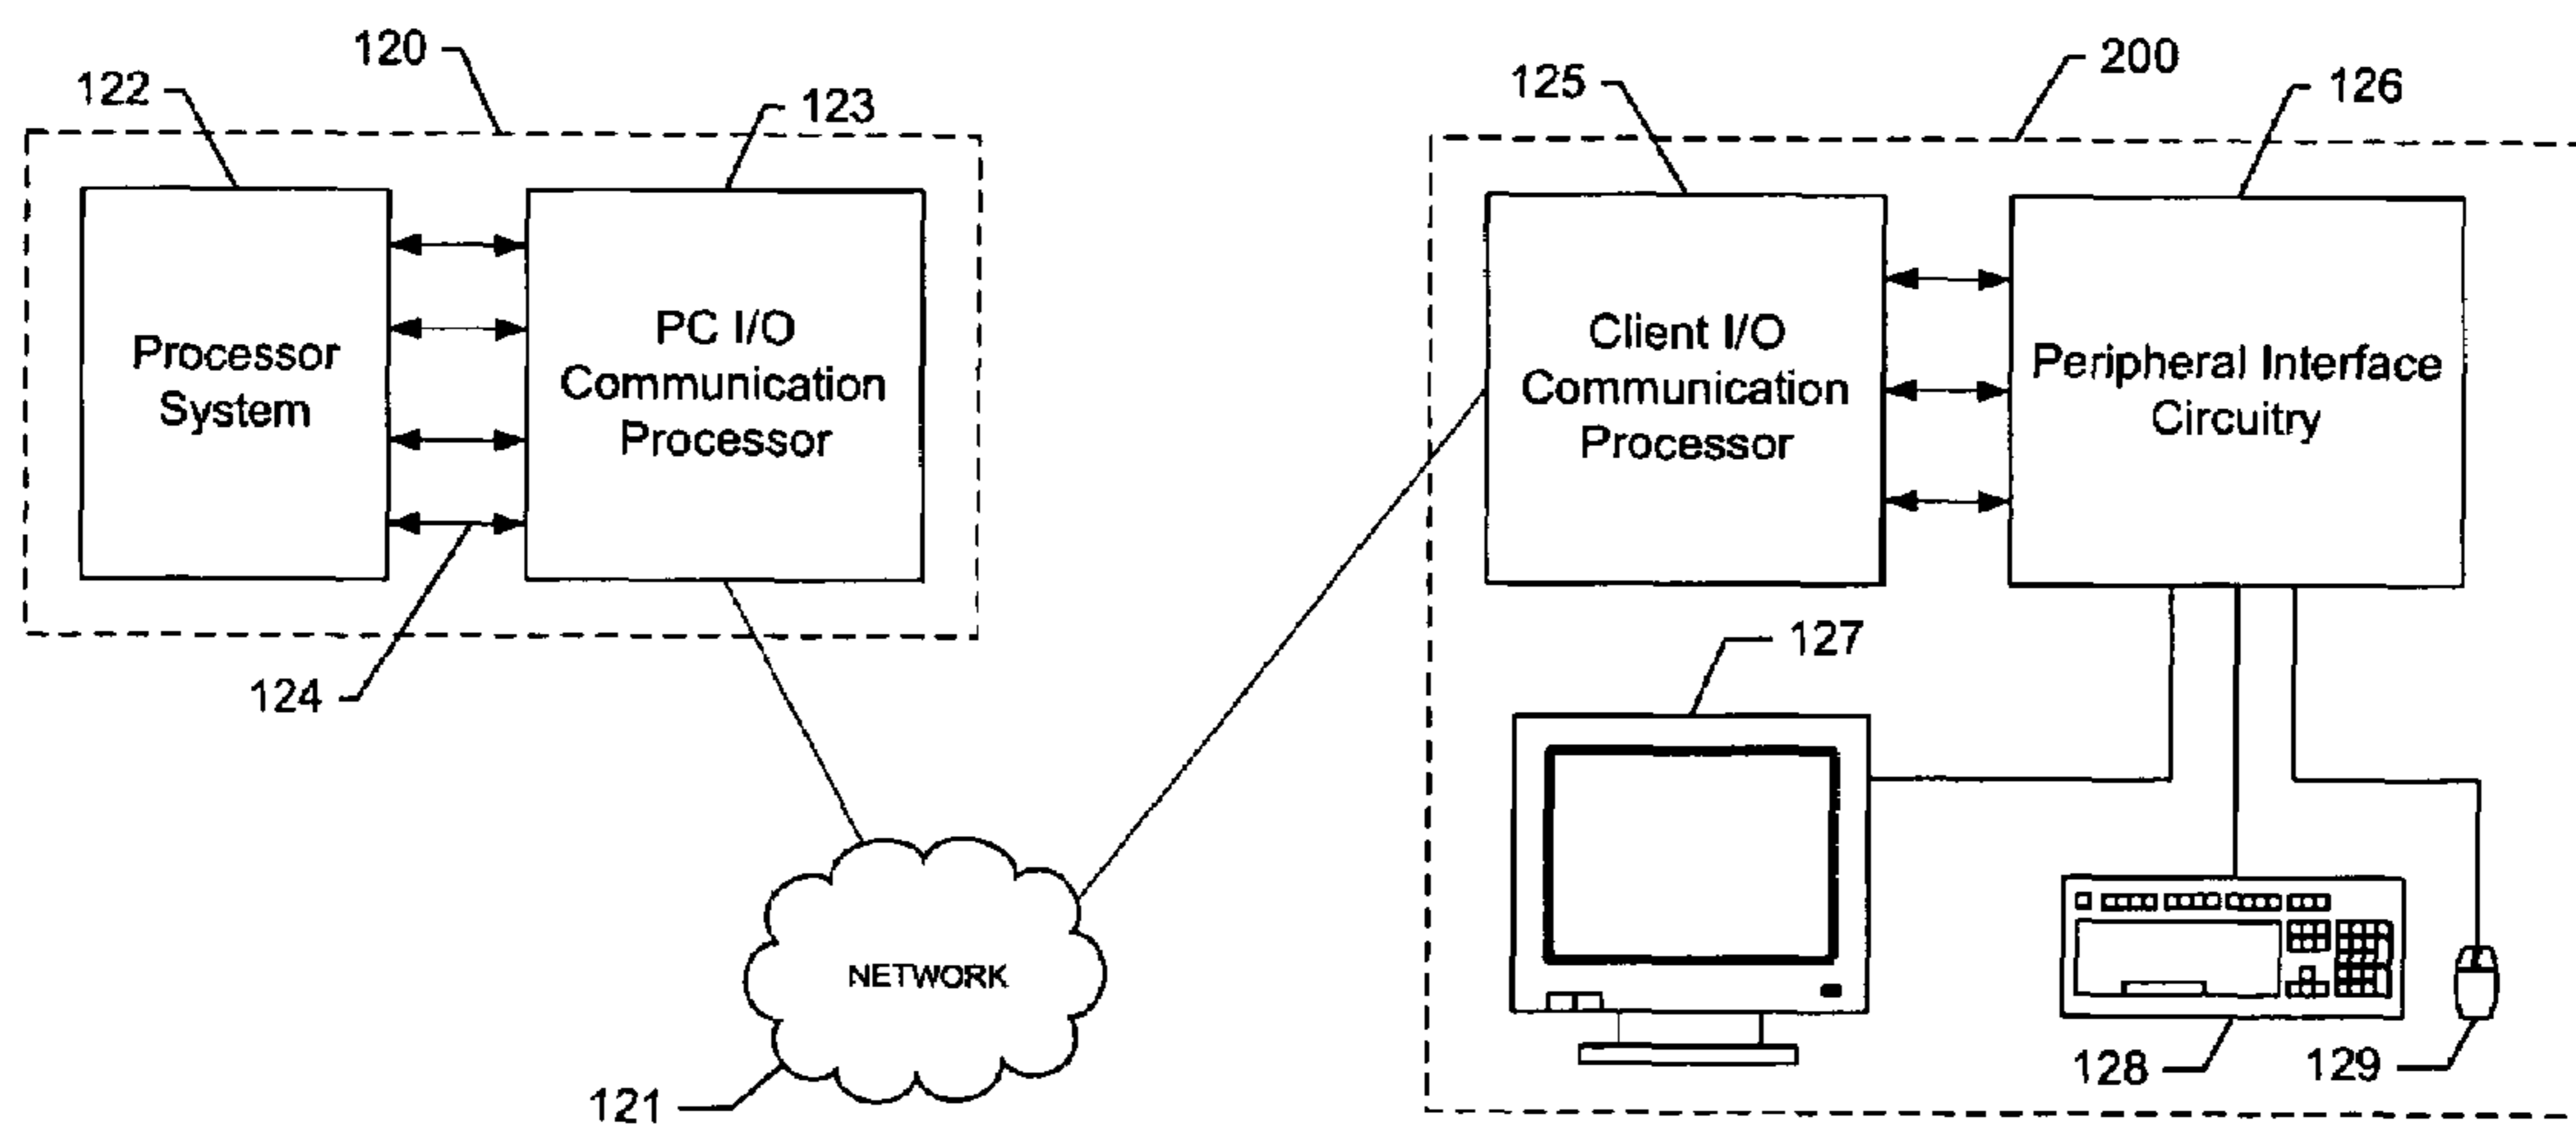 120
122
123
Processor
System
PC I/O
Communication
Processor
124
200
125
126
Client I/O
Communication
Processor
Peripheral Interface
Circuitry
127
NETWORK
121
128
129